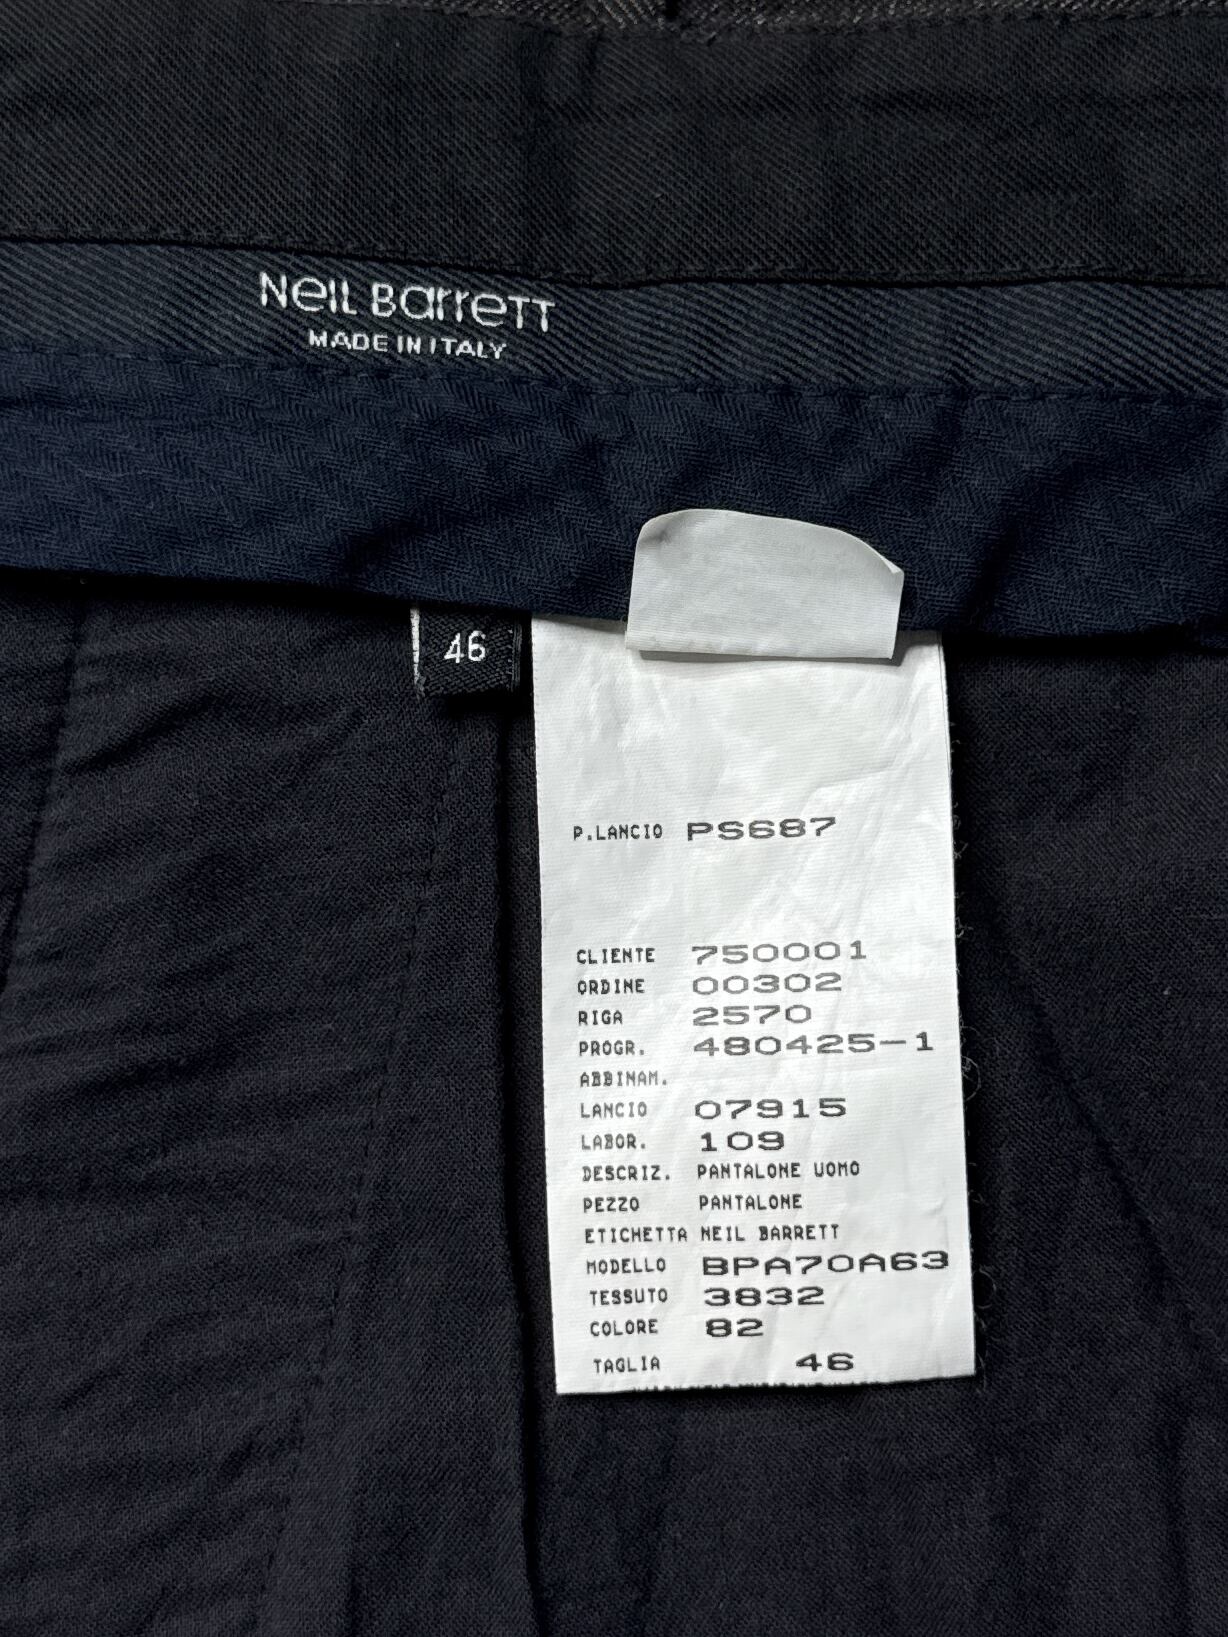 NeiL BarreTT
MADE IN ITALY
46
P.LANCIO PS687
CLIENTE 750001
ORDINE 00302
RIGA 2570
PROGR. 480425-1
ABBINAM.
LANCIO 07915
LABOR. 109
DESCRIZ. PANTALONE UOMO
PEZZO PANTALONE
ETICHETTA NEIL BARRETT
MODELLO BPA70A63
TESSUTO 3832
COLORE 82
TAGLIA 46